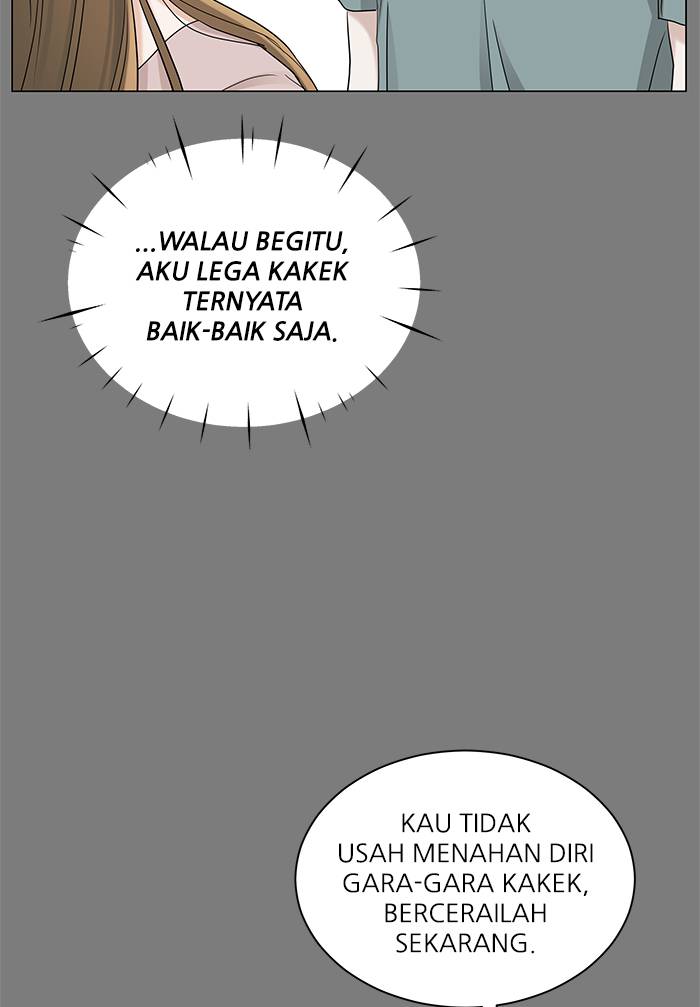 ...WALAU BEGITU,
AKU LEGA KAKEK
TERNYATA
BAIK-BAIK SAJA.
KAU TIDAK
USAH MENAHAN DIRI
GARA-GARA KAKEK,
BERCERAILAH
SEKARANG.